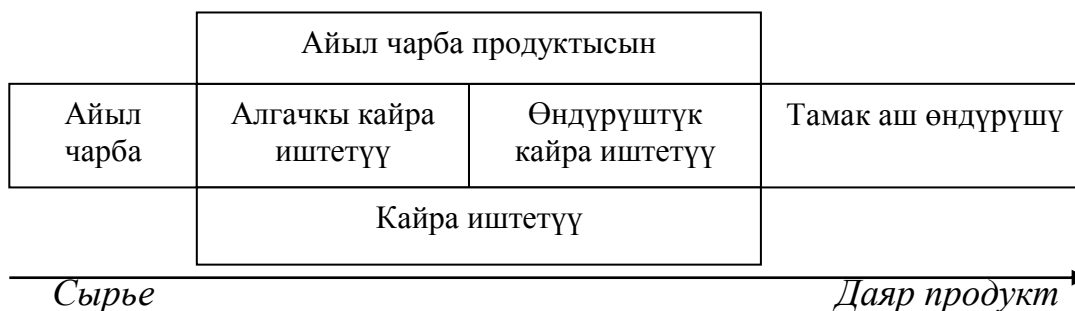 Айыл чарба продуктысын
Айыл
чарба
Алгачкы кайра
иштетүү
Өндүрүштүк
кайра иштетүү
Тамак аш өндүрүшү
Кайра иштетүү
Сырье
Даяр продукт